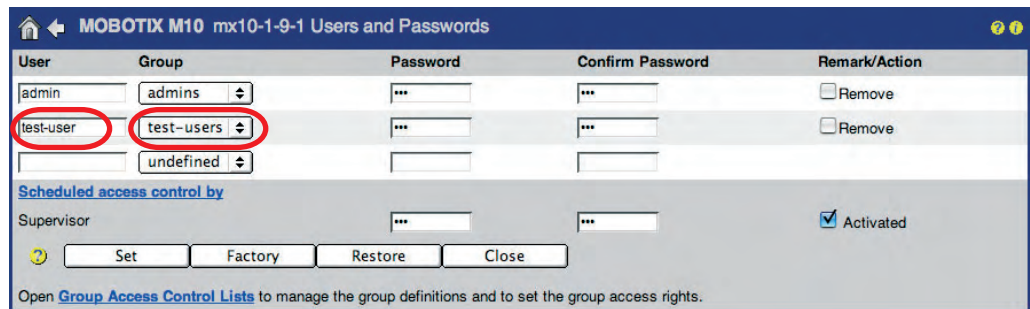 MOBOTIX M10 mx10-1-9-1 Users and Passwords ? i
User Group Password Confirm Password Remark/Action
admin admins ••• ••• Remove
test-user test-users ••• ••• Remove
undefined
Scheduled access control by
Supervisor ••• ••• Activated
? Set Factory Restore Close
Open Group Access Control Lists to manage the group definitions and to set the group access rights.